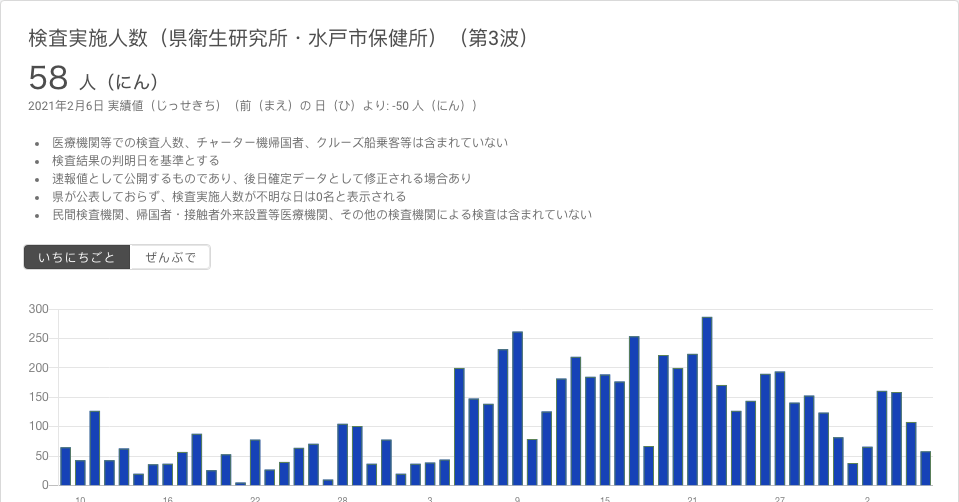 検査実施人数（県衛生研究所・水戸市保健所）（第3波）
58 人（にん）
2021年2月6日 実績値（じっせきち）（前（まえ）の 日（ひ）より: -50 人（にん））
医療機関等での検査人数、チャーター機帰国者、クルーズ船乗客等は含まれていない
検査結果の判明日を基準とする
速報値として公開するものであり、後日確定データとして修正される場合あり
県が公表しておらず、検査実施人数が不明な日は0名と表示される
民間検査機関、帰国者・接触者外来設置等医療機関、その他の検査機関による検査は含まれていない
いちにちごと ぜんぶで
300
250
200
150
100
50
0
10 16 22 28 3 9 15 21 27 2